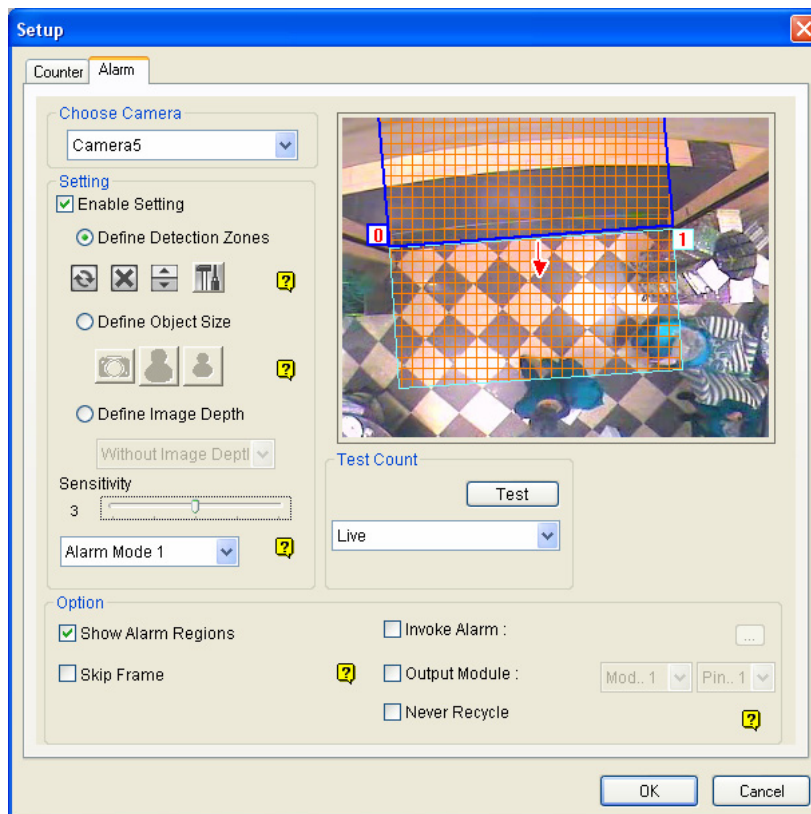 Setup
Counter
Alarm
Choose Camera
Camera5
Setting
Enable Setting
Define Detection Zones
Define Object Size
Define Image Depth
Without Image Deptl
Sensitivity
3
Alarm Mode 1
0
1
Test Count
Test
Live
Option
Show Alarm Regions
Skip Frame
Invoke Alarm :
...
Output Module :
Mod.. 1
Pin.. 1
Never Recycle
OK
Cancel